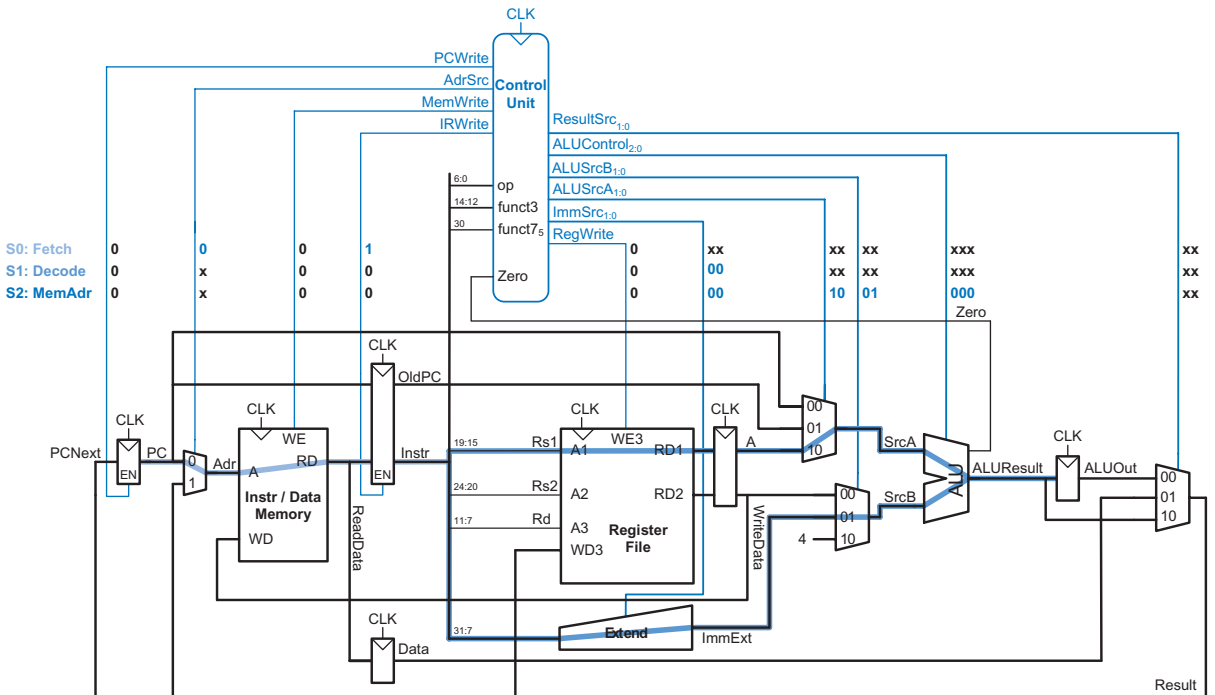 CLK
PCWrite
AdrSrc
MemWrite
IRWrite
Control
Unit
ResultSrc1:0
ALUControl2:0
ALUSrcB1:0
ALUSrcA1:0
ImmSrc1:0
RegWrite
6:0 op
14:12 funct3
30 funct75
Zero
S0: Fetch 0 0 0 1 0 xx xx xx xxx xx
S1: Decode 0 x 0 0 0 00 xx xx xxx xx
S2: MemAdr 0 x 0 0 0 00 10 01 000 xx
Zero
CLK
OldPC
CLK CLK CLK CLK
00
01
10
PCNext EN PC 0 1 Adr
A RD WE
Instr / Data
Memory
WD
ReadData
EN Instr
19:15 Rs1 A1 WE3 RD1 A
24:20 Rs2 A2 RD2
11:7 Rd A3
WD3
Register
File
WriteData
00
01
4 10
SrcA
SrcB
ALU
ALUResult
CLK
ALUOut
00
01
10
31:7 Extend ImmExt
CLK
Data
Result